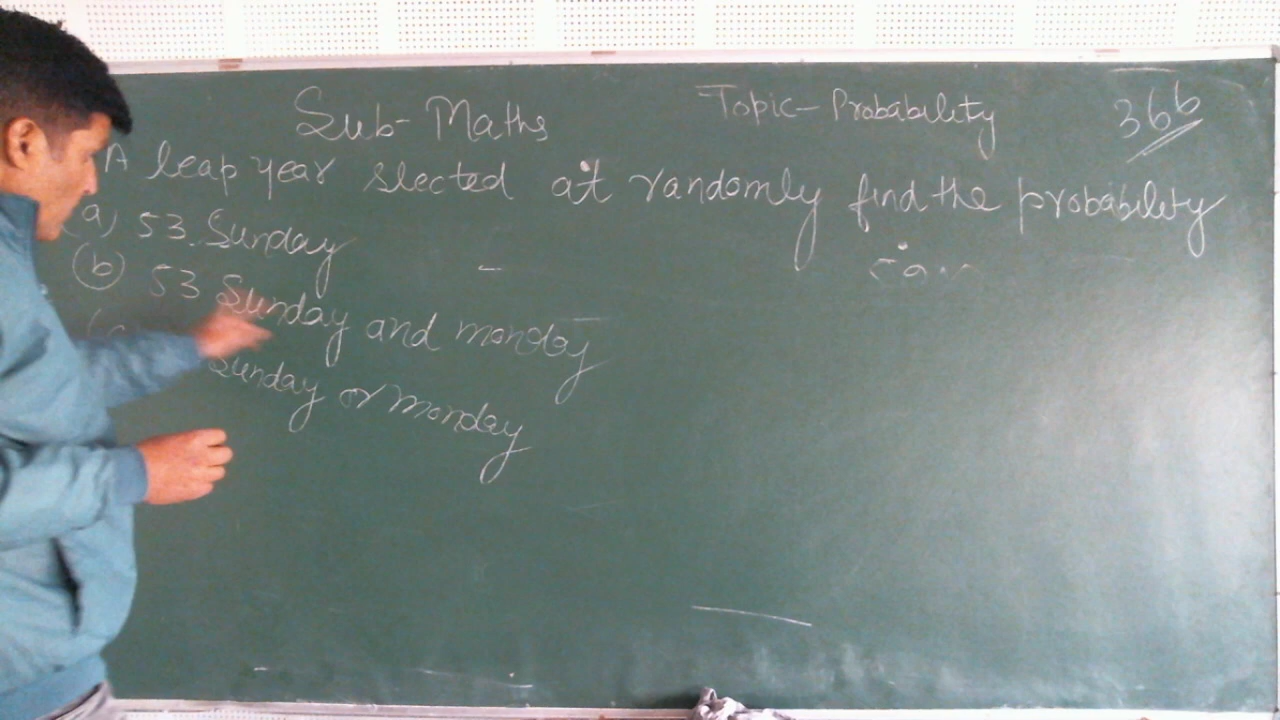 Sub- Maths
Topic- Probability
366
A leap year slected at randomly find the probability
(a) 53 Sunday
(b) 53 Sunday and monday
Sunday or monday